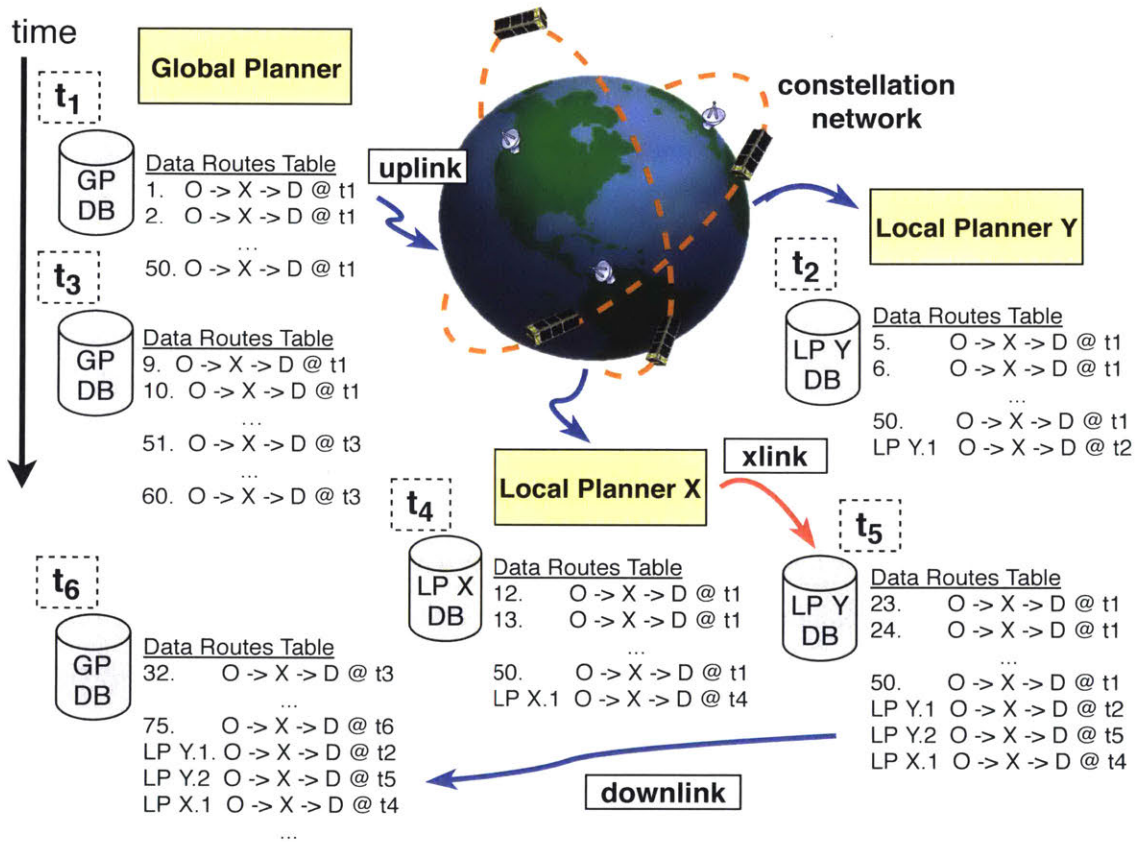 time
Global Planner
constellation
network
t1
GP
DB
Data Routes Table
1. O -> X -> D @ t1
2. O -> X -> D @ t1
...
50. O -> X -> D @ t1
uplink
Local Planner Y
t3
GP
DB
Data Routes Table
9. O -> X -> D @ t1
10. O -> X -> D @ t1
...
51. O -> X -> D @ t3
...
60. O -> X -> D @ t3
t2
LP Y
DB
Data Routes Table
5. O -> X -> D @ t1
6. O -> X -> D @ t1
...
50. O -> X -> D @ t1
LP Y.1 O -> X -> D @ t2
Local Planner X
xlink
t4
LP X
DB
Data Routes Table
12. O -> X -> D @ t1
13. O -> X -> D @ t1
...
50. O -> X -> D @ t1
LP X.1 O -> X -> D @ t4
t5
LP Y
DB
Data Routes Table
23. O -> X -> D @ t1
24. O -> X -> D @ t1
...
50. O -> X -> D @ t1
LP Y.1 O -> X -> D @ t2
LP Y.2 O -> X -> D @ t5
LP X.1 O -> X -> D @ t4
t6
GP
DB
Data Routes Table
32. O -> X -> D @ t3
...
75. O -> X -> D @ t6
LP Y.1. O -> X -> D @ t2
LP Y.2 O -> X -> D @ t5
LP X.1 O -> X -> D @ t4
...
downlink